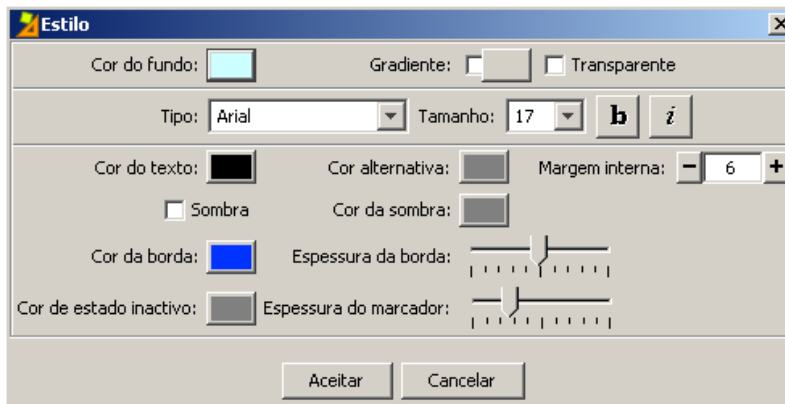 Estilo
Cor do fundo: Gradiente: Transparente
Tipo: Arial Tamanho: 17 b i
Cor do texto: Cor alternativa: Margem interna: 6
Sombra Cor da sombra:
Cor da borda: Espessura da borda:
Cor de estado inactivo: Espessura do marcador:
Aceitar Cancelar